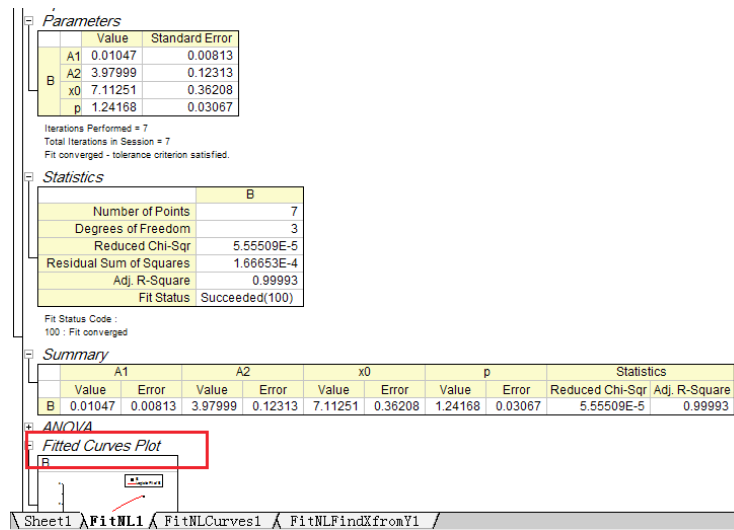 Parameters
Value Standard Error
B A1 0.01047 0.00813
A2 3.97999 0.12313
x0 7.11251 0.36208
p 1.24168 0.03067
Iterations Performed = 7
Total Iterations in Session = 7
Fit converged - tolerance criterion satisfied.
Statistics
B
Number of Points 7
Degrees of Freedom 3
Reduced Chi-Sqr 5.55509E-5
Residual Sum of Squares 1.66653E-4
Adj. R-Square 0.99993
Fit Status Succeeded(100)
Fit Status Code :
100 : Fit converged
Summary
A1 A2 x0 p Statistics
Value Error Value Error Value Error Value Error Reduced Chi-Sqr Adj. R-Square
B 0.01047 0.00813 3.97999 0.12313 7.11251 0.36208 1.24168 0.03067 5.55509E-5 0.99993
ANOVA
Fitted Curves Plot
B
Sheet1 FitNL1 FitNLCurves1 FitNLFindXfromY1